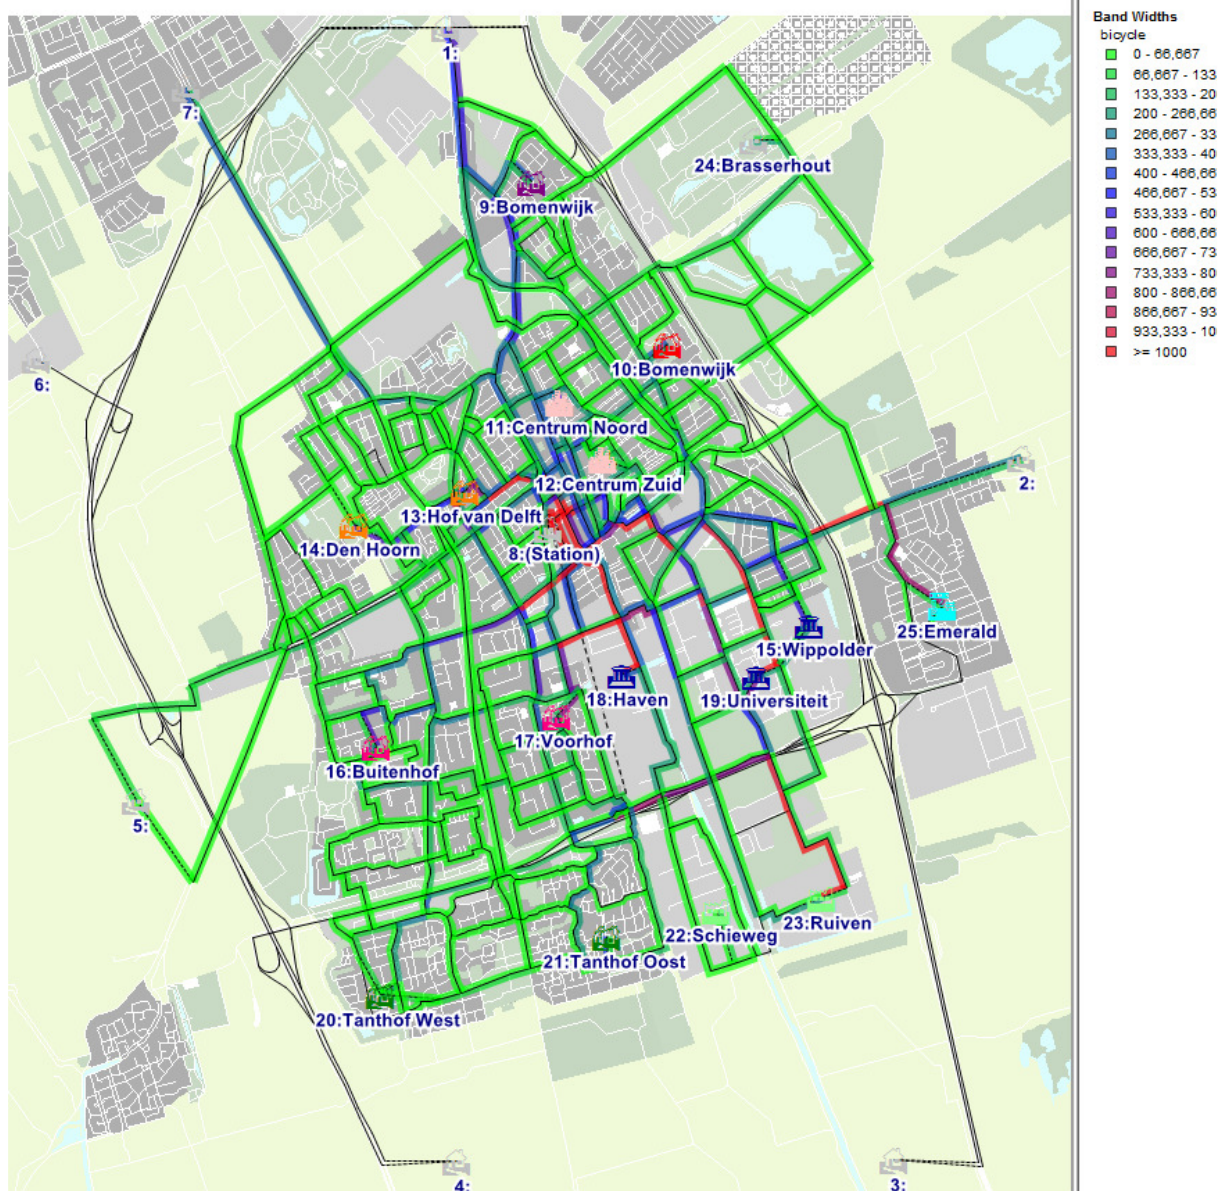 Band Widths
bicycle
0 - 66,667
66,667 - 133
133,333 - 20
200 - 266,66
266,667 - 33
333,333 - 40
400 - 466,66
466,667 - 53
533,333 - 60
600 - 666,66
666,667 - 73
733,333 - 80
800 - 866,66
866,667 - 93
933,333 - 10
>= 1000
1:
7:
24:Brasserhout
9:Bomenwijk
6:
10:Bomenwijk
11:Centrum Noord
12:Centrum Zuid
2:
13:Hof van Delft
14:Den Hoorn
8:(Station)
25:Emerald
15:Wippolder
18:Haven
19:Universiteit
17:Voorhof
16:Buitenhof
5:
23:Ruiven
22:Schieweg
21:Tanthof Oost
20:Tanthof West
4:
3: